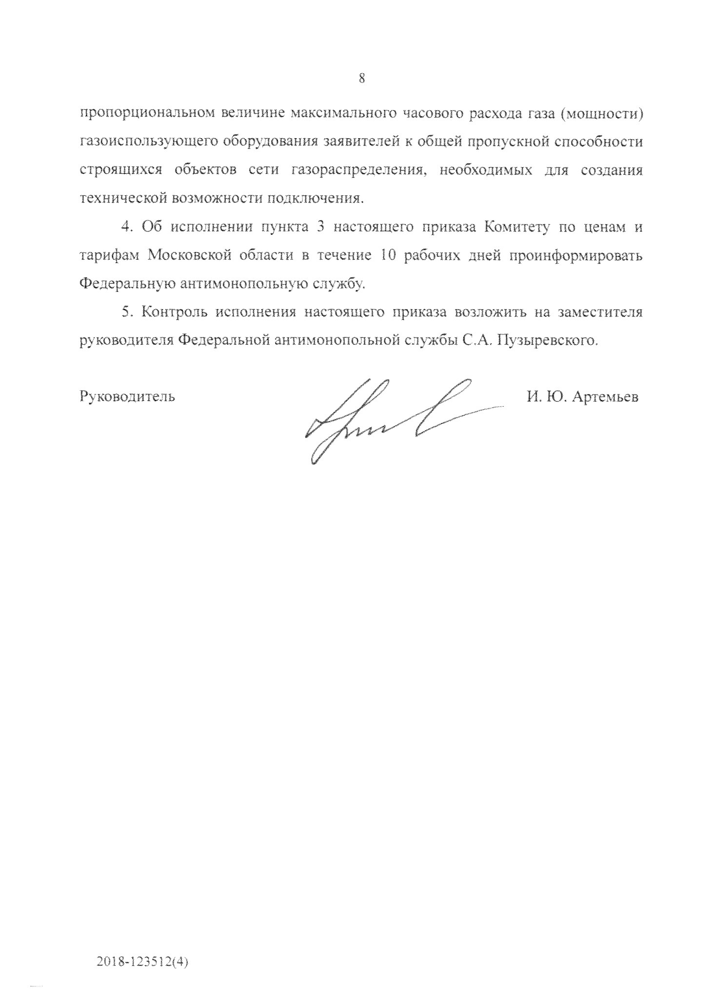 8
пропорциональном величине максимального часового расхода газа (мощности)
газоиспользующего оборудования заявителей к общей пропускной способности
строящихся объектов сети газораспределения, необходимых для создания
технической возможности подключения.
4. Об исполнении пункта 3 настоящего приказа Комитету по ценам и
тарифам Московской области в течение 10 рабочих дней проинформировать
Федеральную антимонопольную службу.
5. Контроль исполнения настоящего приказа возложить на заместителя
руководителя Федеральной антимонопольной службы С.А. Пузыревского.
Руководитель И. Ю. Артемьев
2018-123512(4)